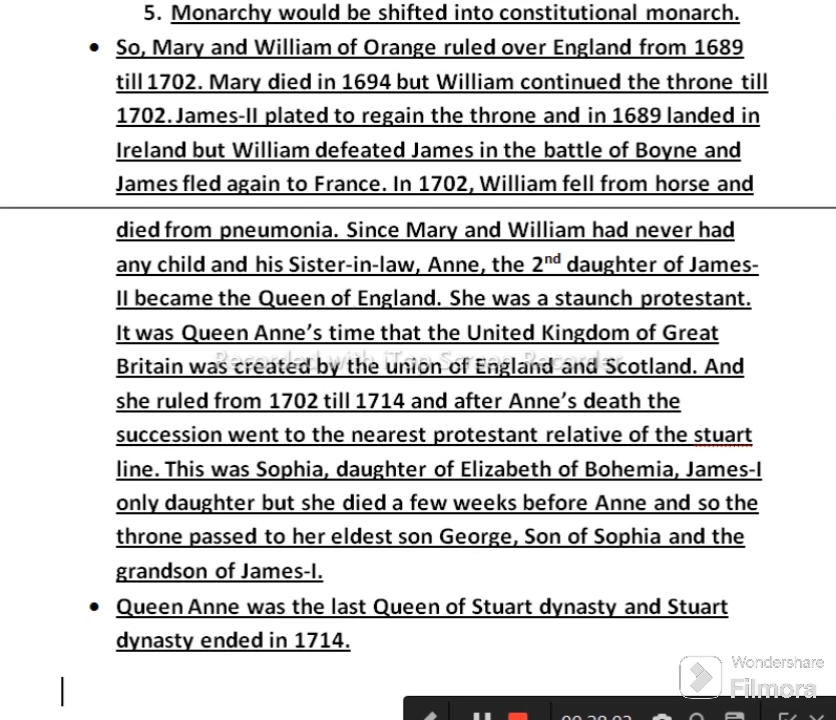 5. Monarchy would be shifted into constitutional monarch.
• So, Mary and William of Orange ruled over England from 1689
till 1702. Mary died in 1694 but William continued the throne till
1702. James-II plated to regain the throne and in 1689 landed in
Ireland but William defeated James in the battle of Boyne and
James fled again to France. In 1702, William fell from horse and
died from pneumonia. Since Mary and William had never had
any child and his Sister-in-law, Anne, the 2nd daughter of James-
II became the Queen of England. She was a staunch protestant.
It was Queen Anne's time that the United Kingdom of Great
Recorded with iTop Screen Recorder
Britain was created by the union of England and Scotland. And
she ruled from 1702 till 1714 and after Anne's death the
succession went to the nearest protestant relative of the stuart
line. This was Sophia, daughter of Elizabeth of Bohemia, James-I
only daughter but she died a few weeks before Anne and so the
throne passed to her eldest son George, Son of Sophia and the
grandson of James-I.
• Queen Anne was the last Queen of Stuart dynasty and Stuart
dynasty ended in 1714.
Wondershare
Filmora